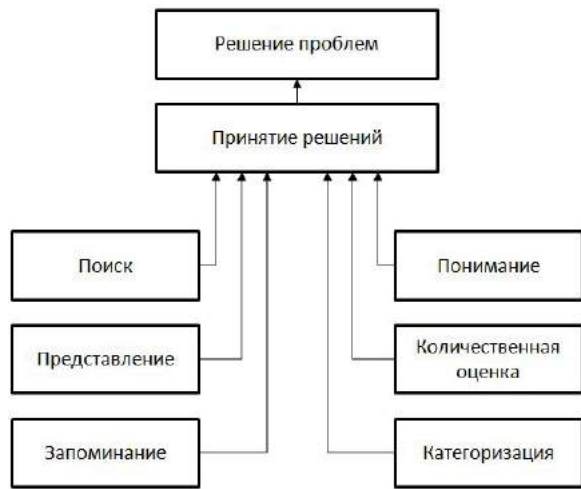 Решение проблем
Принятие решений
Поиск
Понимание
Представление
Количественная
оценка
Запоминание
Категоризация